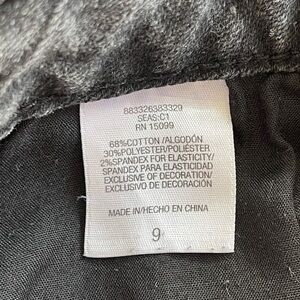 883326383329
SEAS:C1
RN 15099
68%COTTON/ALGODÓN
30%POLYESTER/POLIÉSTER
2%SPANDEX FOR ELASTICITY/
SPANDEX PARA ELASTICIDAD
EXCLUSIVE OF DECORATION/
EXCLUSIVO DE DECORACIÓN
MADE IN/HECHO EN CHINA
9